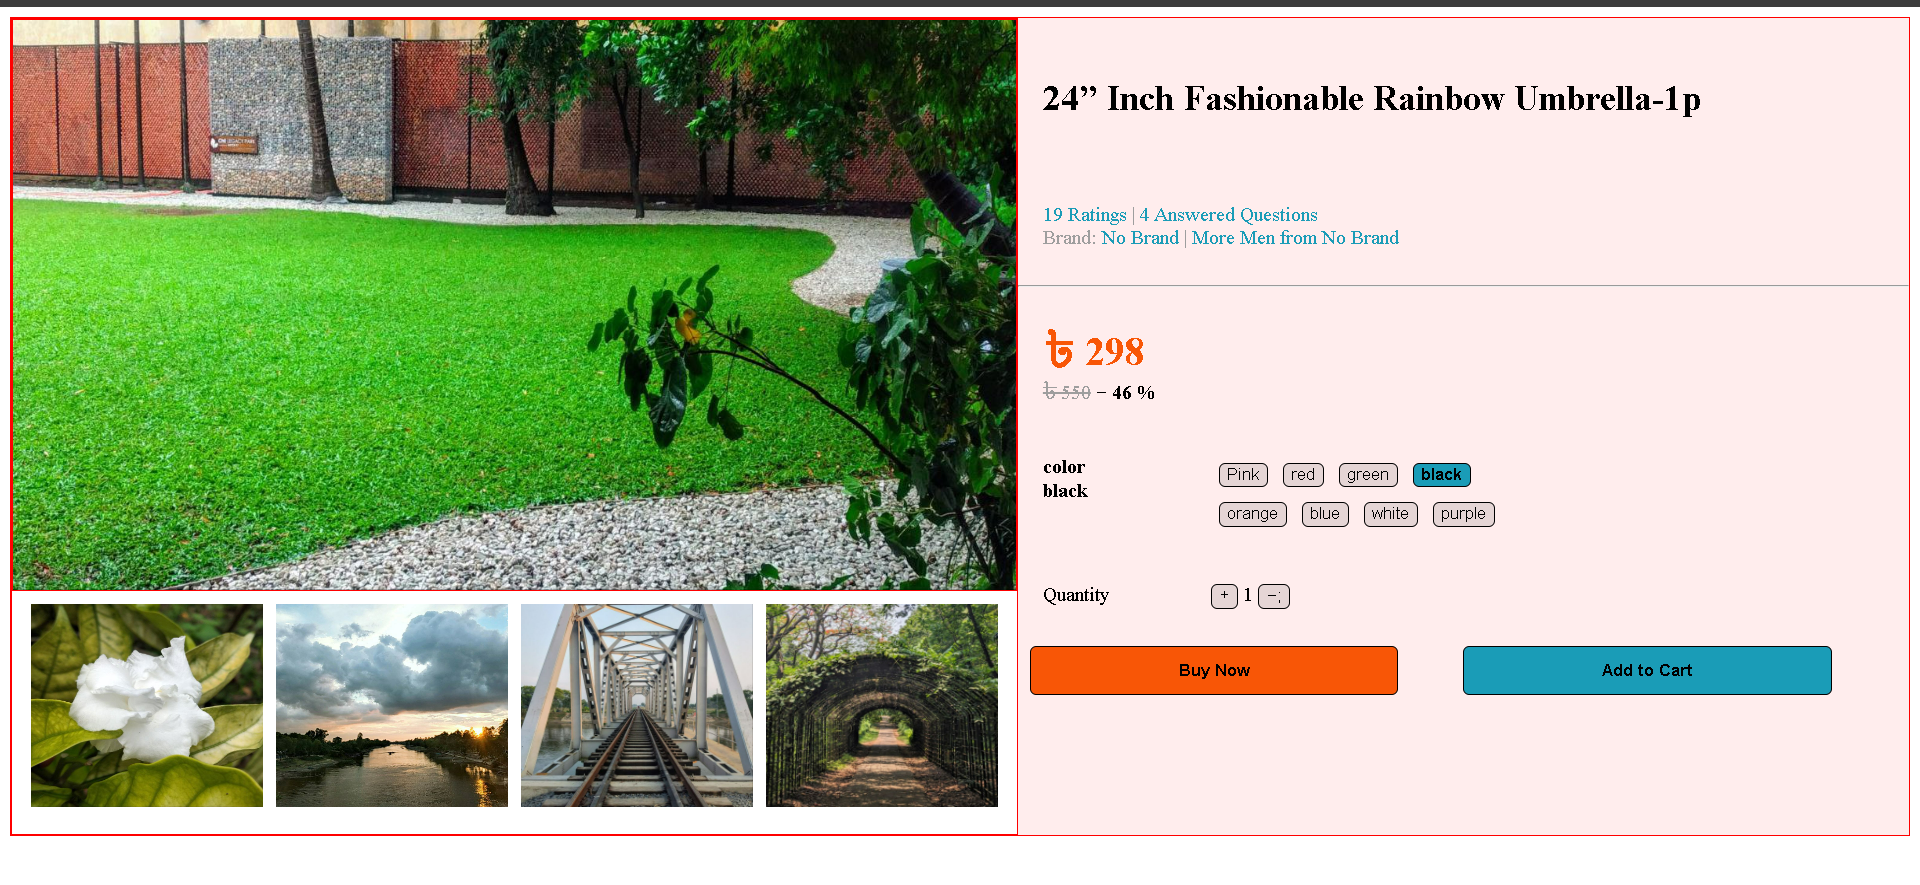 24” Inch Fashionable Rainbow Umbrella-1p
19 Ratings | 4 Answered Questions
Brand: No Brand | More Men from No Brand
৳ 298
৳ 550 − 46 %
color
black
Pink red green black
orange blue white purple
Quantity + 1 −;
Buy Now Add to Cart